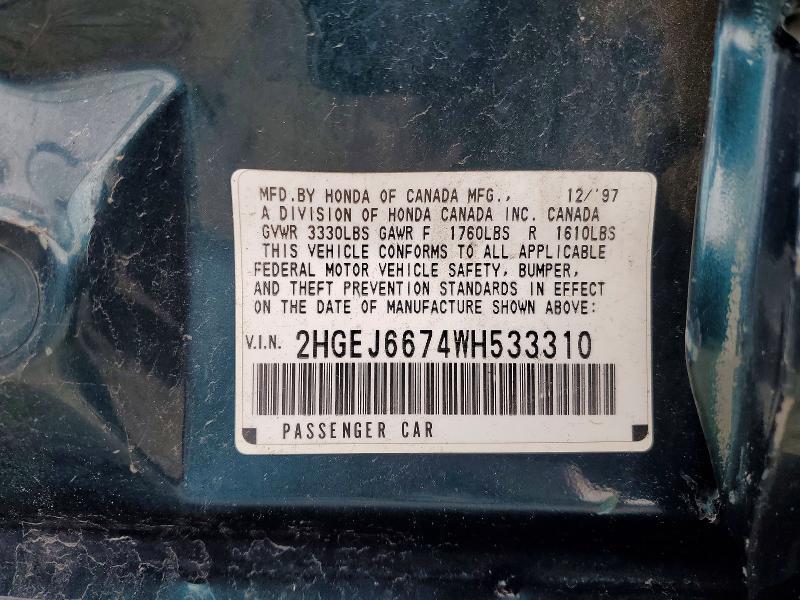 MFD.BY HONDA OF CANADA MFG., 12/'97
A DIVISION OF HONDA CANADA INC. CANADA
GVWR 3330LBS GAWR F 1760LBS R 1610LBS
THIS VEHICLE CONFORMS TO ALL APPLICABLE
FEDERAL MOTOR VEHICLE SAFETY, BUMPER,
AND THEFT PREVENTION STANDARDS IN EFFECT
ON THE DATE OF MANUFACTURE SHOWN ABOVE:
V.I.N. 2HGEJ6674WH533310
PASSENGER CAR